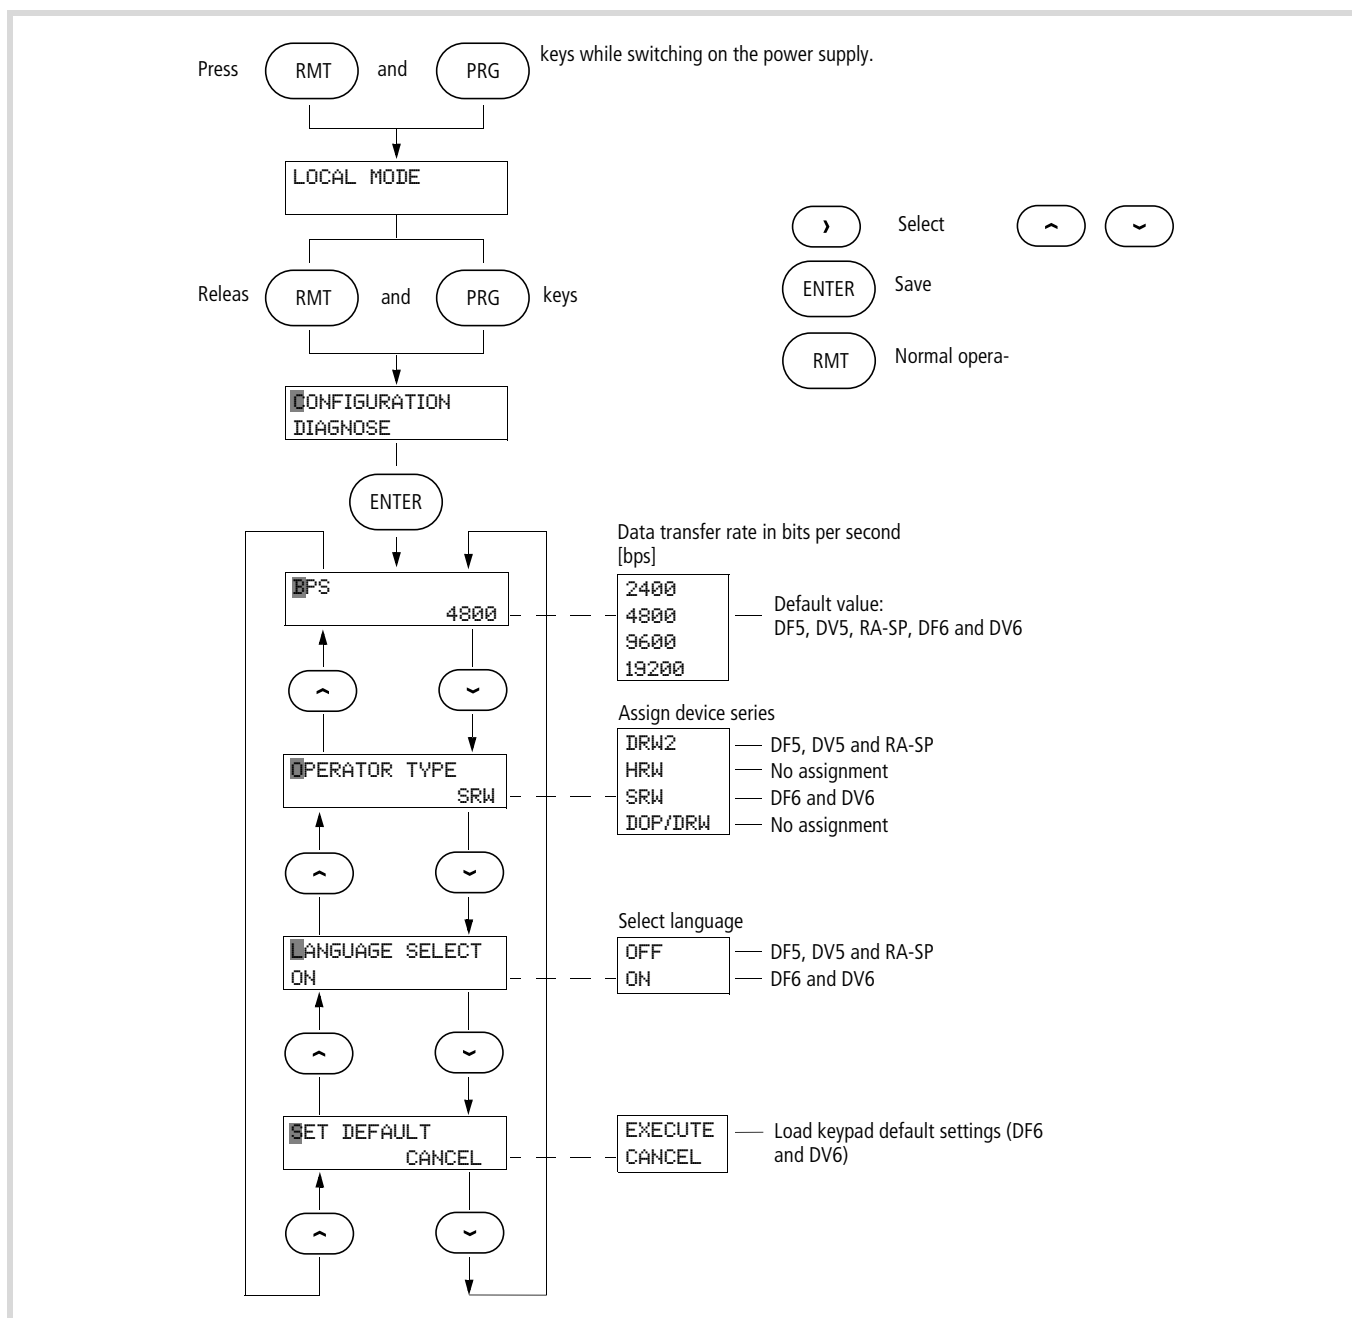 Press RMT and PRG keys while switching on the power supply.
LOCAL MODE
Select
Releas RMT and PRG keys
ENTER Save
RMT Normal opera-
CONFIGURATION
DIAGNOSE
ENTER
Data transfer rate in bits per second
[bps]
BPS
4800
2400
4800
9600
19200
Default value:
DF5, DV5, RA-SP, DF6 and DV6
Assign device series
OPERATOR TYPE
SRW
DRW2 DF5, DV5 and RA-SP
HRW No assignment
SRW DF6 and DV6
DOP/DRW No assignment
Select language
LANGUAGE SELECT
ON
OFF DF5, DV5 and RA-SP
ON DF6 and DV6
SET DEFAULT
CANCEL
EXECUTE
CANCEL
Load keypad default settings (DF6
and DV6)